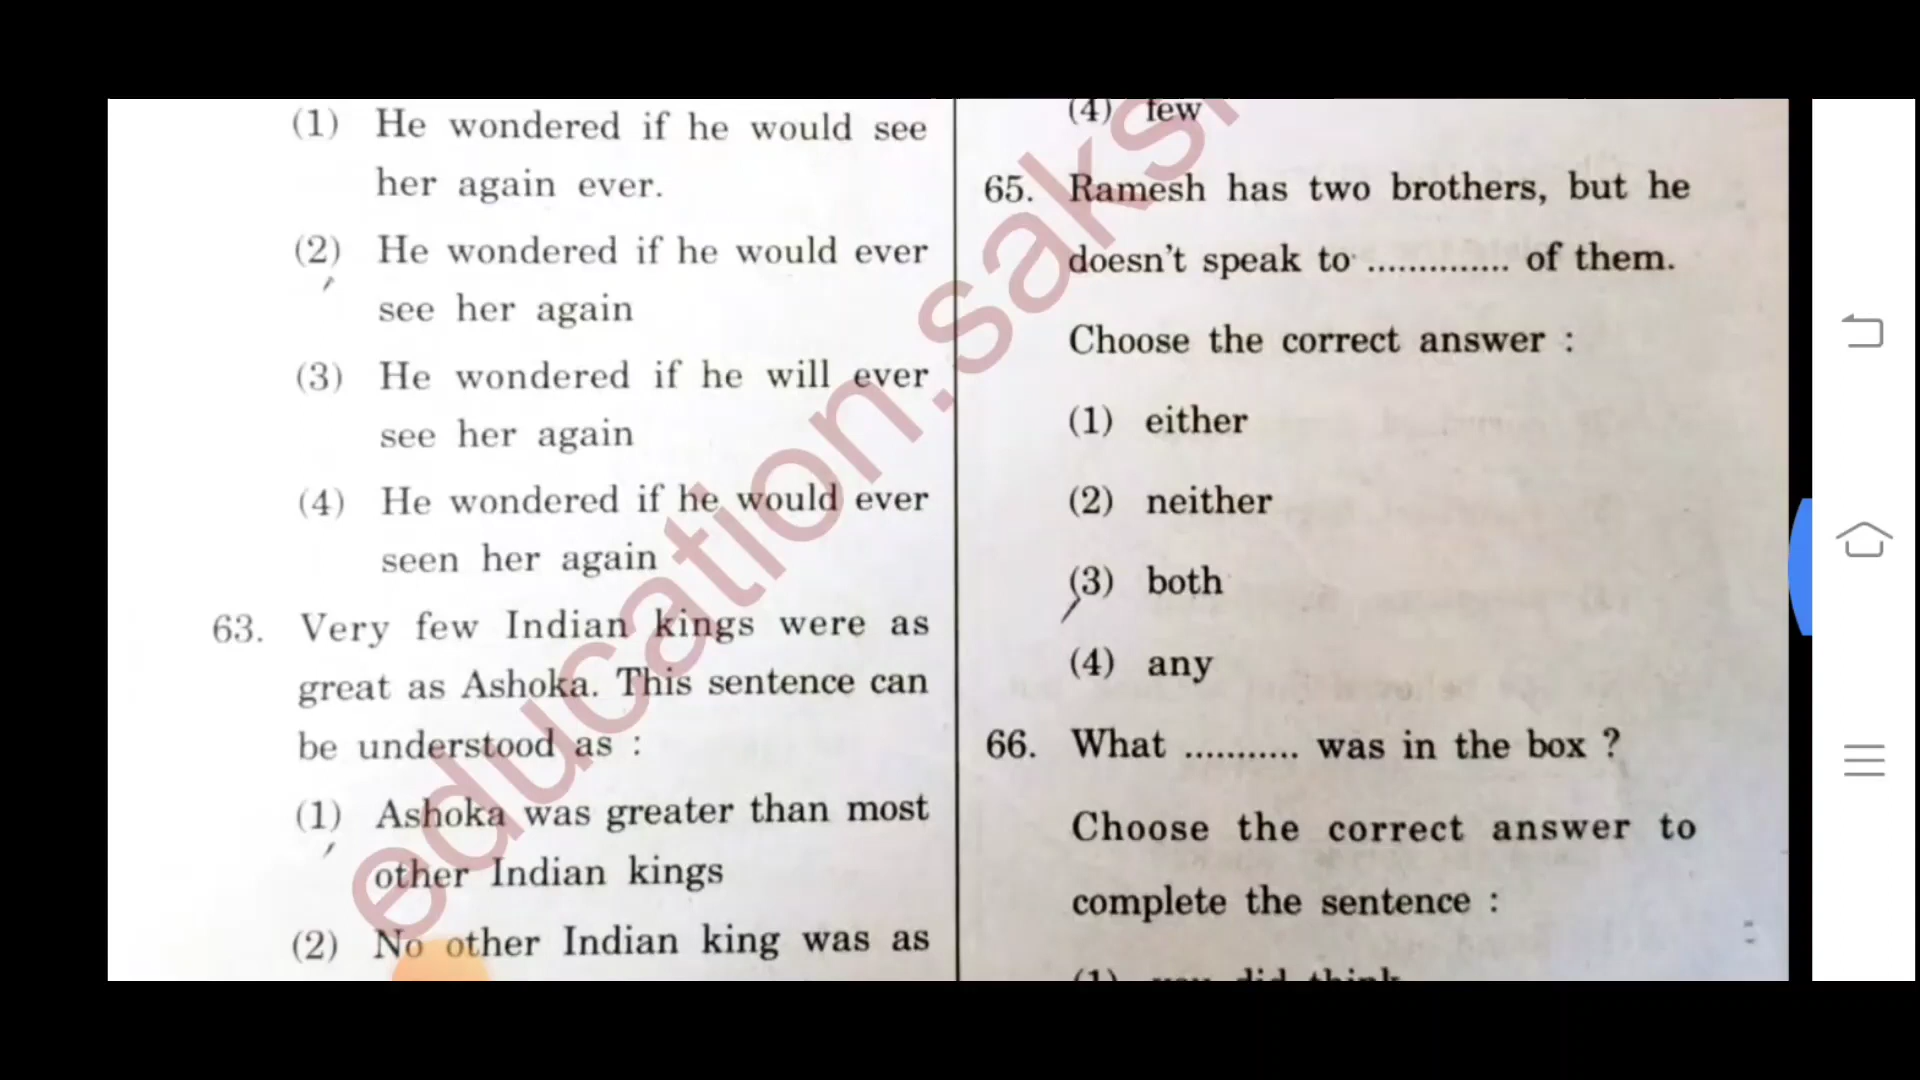 (1) He wondered if he would see
her again ever.
(2) He wondered if he would ever
see her again
(3) He wondered if he will ever
see her again
(4) He wondered if he would ever
seen her again
63. Very few Indian kings were as
great as Ashoka. This sentence can
be understood as :
(1) Ashoka was greater than most
other Indian kings
(2) No other Indian king was as
(4) few
65. Ramesh has two brothers, but he
doesn't speak to .............. of them.
Choose the correct answer :
(1) either
(2) neither
(3) both
(4) any
66. What ........... was in the box ?
Choose the correct answer to
complete the sentence :
(1) you did think
education.saksh